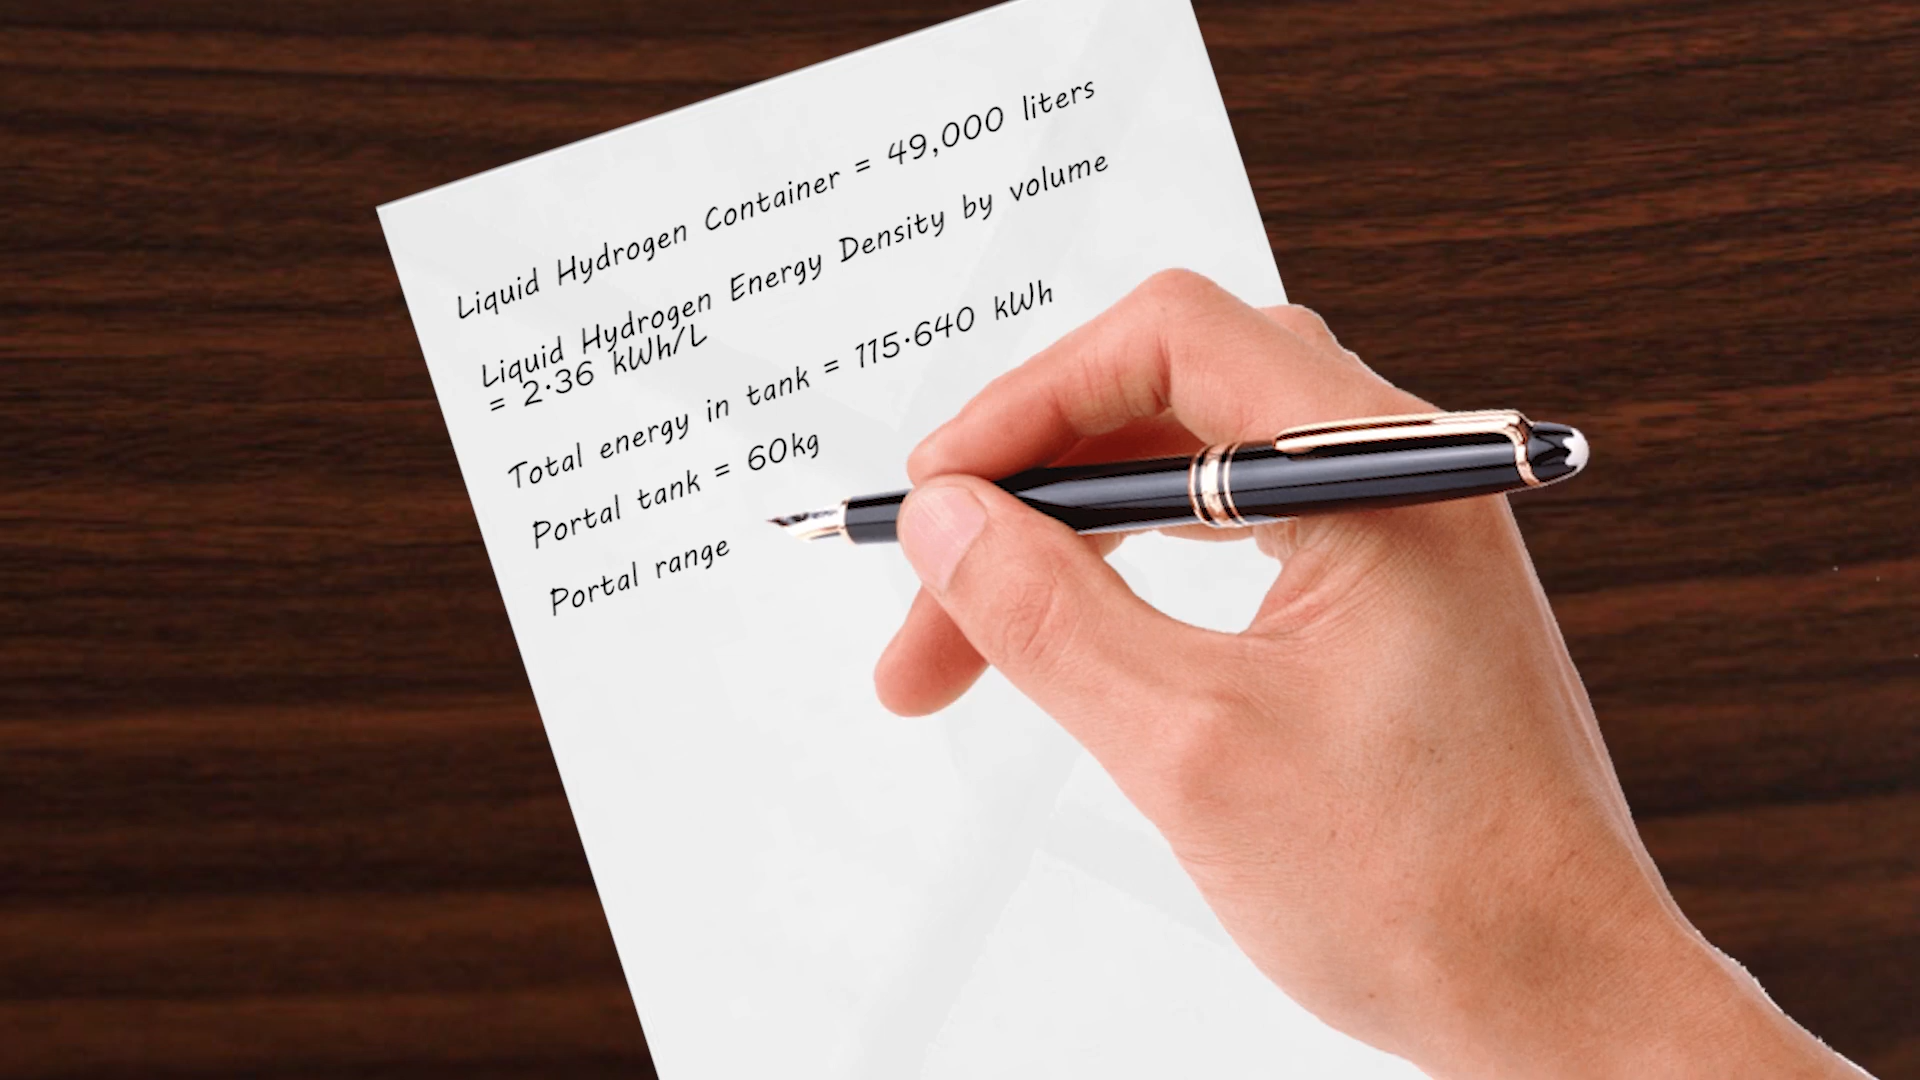 Liquid Hydrogen Container = 49,000 liters
Liquid Hydrogen Energy Density by volume
= 2.36 kWh/L
Total energy in tank = 115.640 kWh
Portal tank = 60kg
Portal range